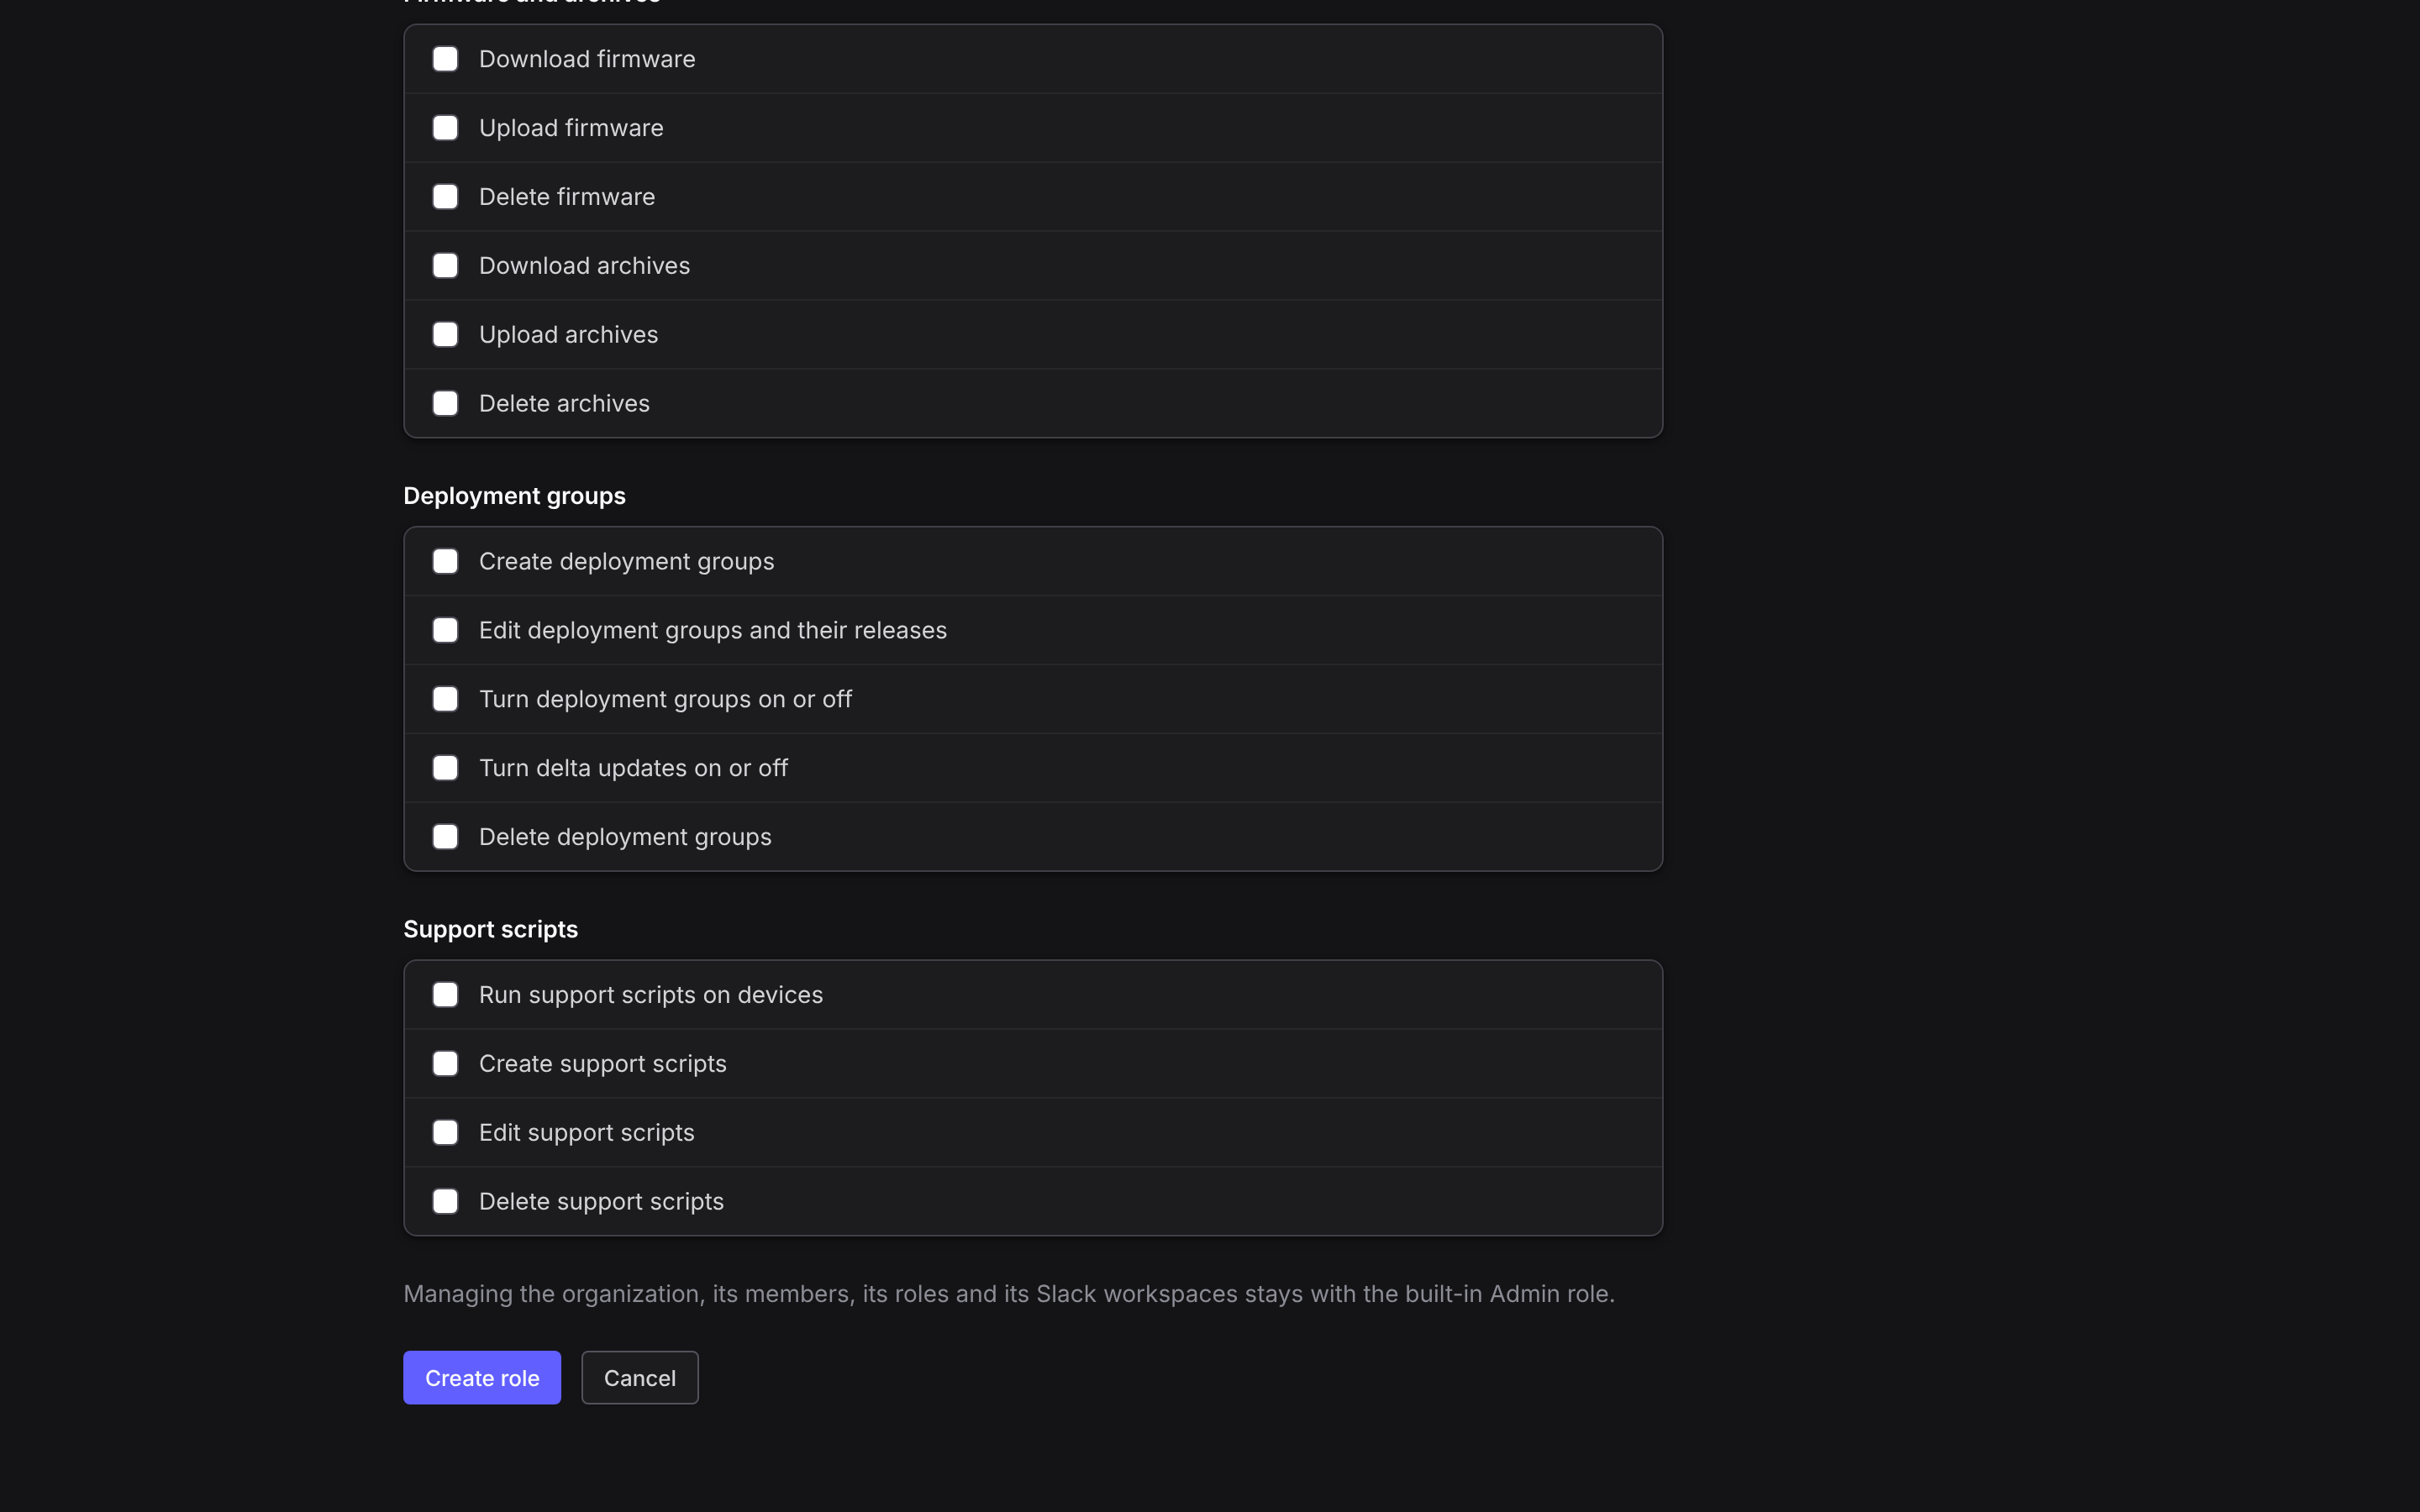 Firmware and archives
Download firmware
Upload firmware
Delete firmware
Download archives
Upload archives
Delete archives
Deployment groups
Create deployment groups
Edit deployment groups and their releases
Turn deployment groups on or off
Turn delta updates on or off
Delete deployment groups
Support scripts
Run support scripts on devices
Create support scripts
Edit support scripts
Delete support scripts
Managing the organization, its members, its roles and its Slack workspaces stays with the built-in Admin role.
Create role
Cancel